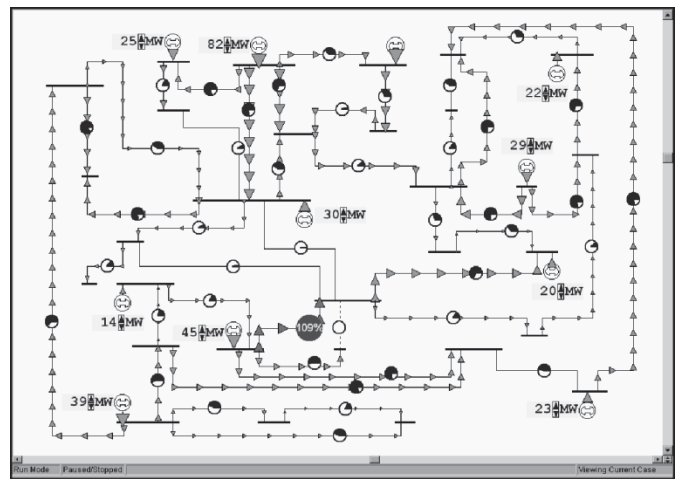 25 MW
82 MW
22 MW
29 MW
30 MW
20 MW
14 MW
45 MW
109%
39 MW
23 MW
Run Mode Paused/Stopped Viewing Current Case